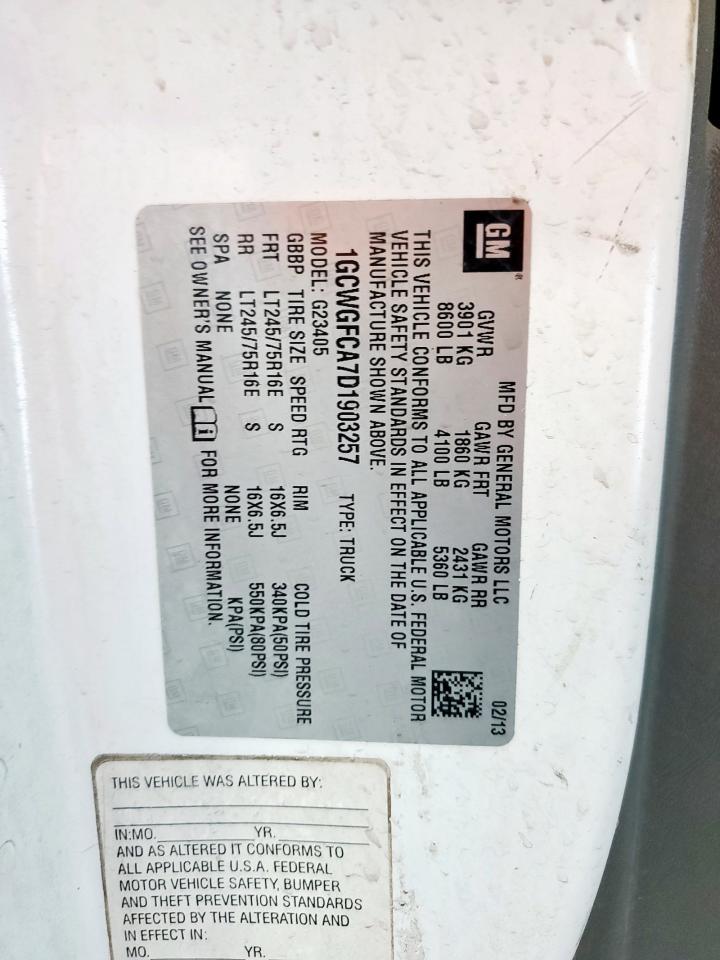 GM
MFD BY GENERAL MOTORS LLC 02/13
GVWR GAWR FRT GAWR RR
3901 KG 1860 KG 2431 KG
8600 LB 4100 LB 5360 LB
THIS VEHICLE CONFORMS TO ALL APPLICABLE U.S. FEDERAL MOTOR
VEHICLE SAFETY STANDARDS IN EFFECT ON THE DATE OF
MANUFACTURE SHOWN ABOVE.
1GCWGFCA7D1903257 TYPE: TRUCK
MODEL: G23405
GBBP TIRE SIZE SPEED RTG RIM COLD TIRE PRESSURE
FRT LT245/75R16E S 16X6.5J 340KPA(50PSI)
RR LT245/75R16E S 16X6.5J 550KPA(80PSI)
SPA NONE NONE KPA(PSI)
SEE OWNER'S MANUAL FOR MORE INFORMATION.
THIS VEHICLE WAS ALTERED BY:
IN:MO. YR.
AND AS ALTERED IT CONFORMS TO
ALL APPLICABLE U.S.A. FEDERAL
MOTOR VEHICLE SAFETY, BUMPER
AND THEFT PREVENTION STANDARDS
AFFECTED BY THE ALTERATION AND
IN EFFECT IN:
MO. YR.